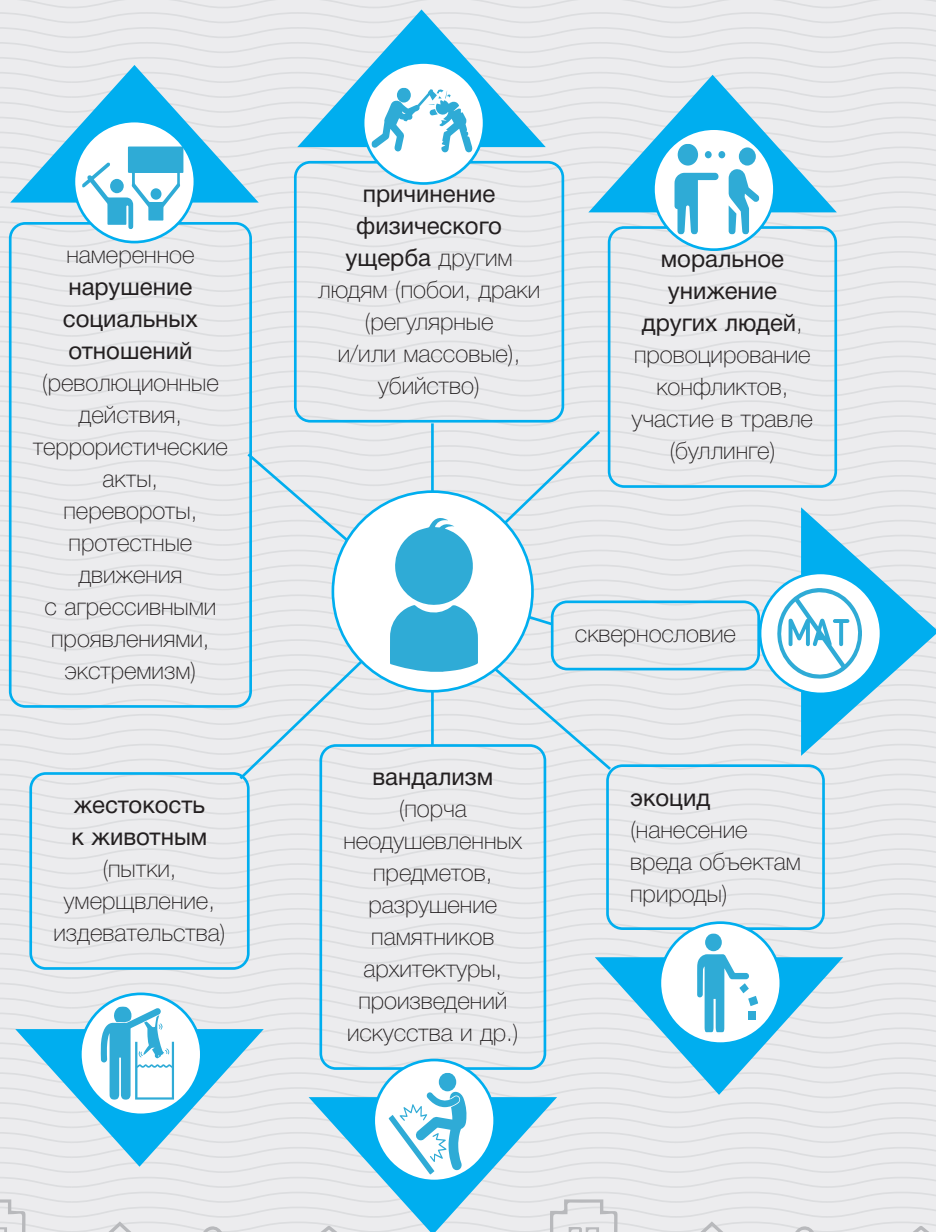 намеренное
нарушение
социальных
отношений
(революционные
действия,
террористические
акты,
перевороты,
протестные
движения
с агрессивными
проявлениями,
экстремизм)
причинение
физического
ущерба другим
людям (побои, драки
(регулярные
и/или массовые),
убийство)
моральное
унижение
других людей,
провоцирование
конфликтов,
участие в травле
(буллинге)
сквернословие
МАТ
жестокость
к животным
(пытки,
умерщвление,
издевательства)
вандализм
(порча
неодушевленных
предметов,
разрушение
памятников
архитектуры,
произведений
искусства и др.)
экоцид
(нанесение
вреда объектам
природы)